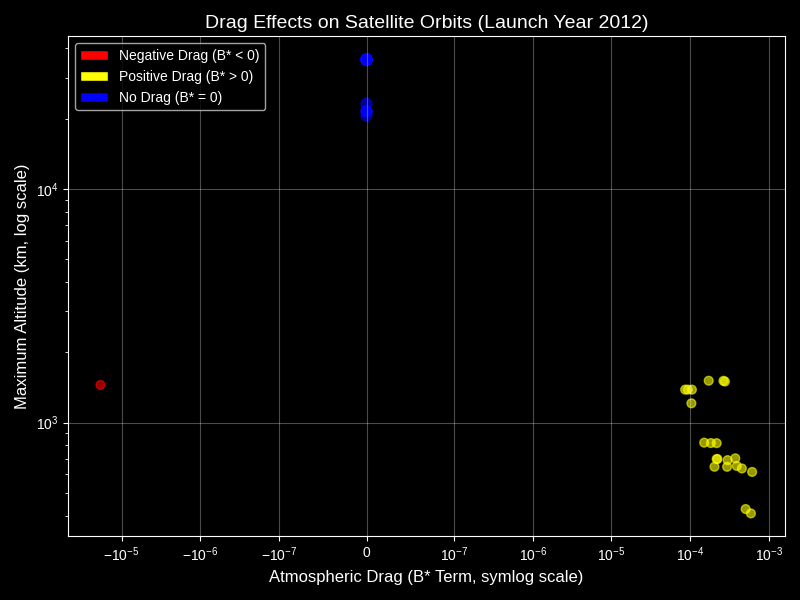 Drag Effects on Satellite Orbits (Launch Year 2012)
Negative Drag (B* < 0)
Positive Drag (B* > 0)
No Drag (B* = 0)
Maximum Altitude (km, log scale)
10⁴
10³
−10⁻⁵ −10⁻⁶ −10⁻⁷ 0 10⁻⁷ 10⁻⁶ 10⁻⁵ 10⁻⁴ 10⁻³
Atmospheric Drag (B* Term, symlog scale)